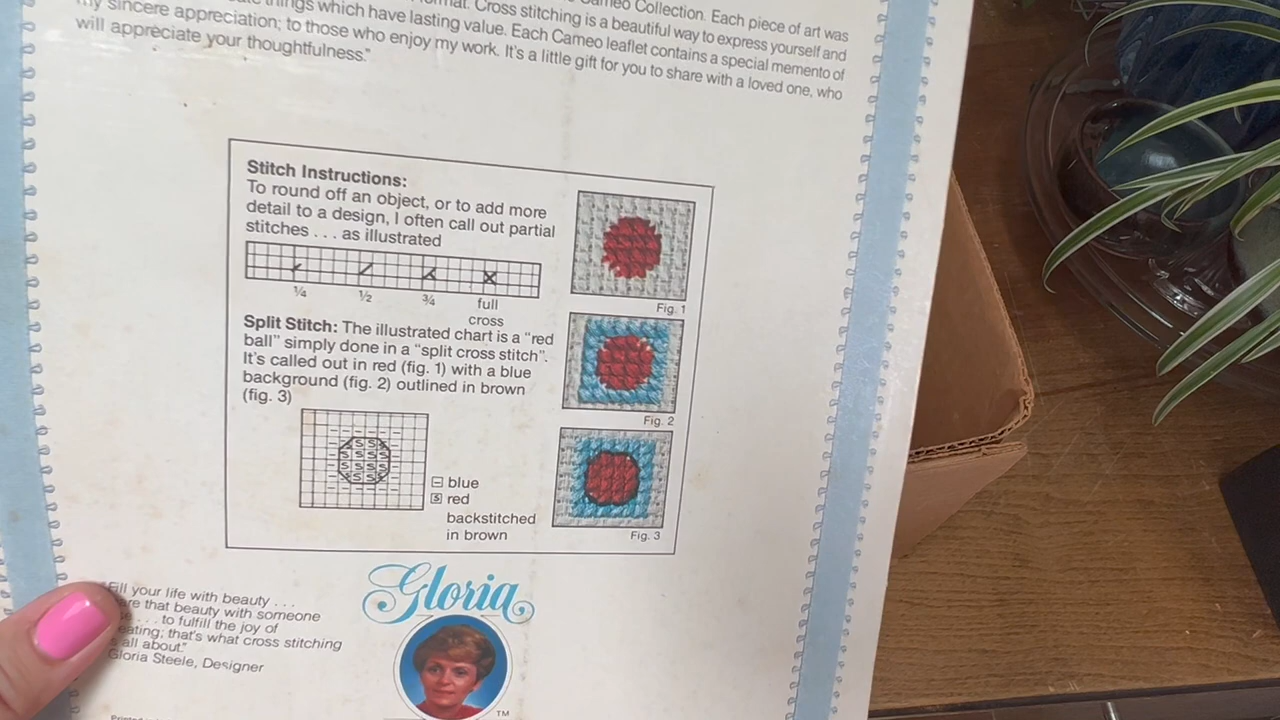 things which have lasting value. Cross stitching is a beautiful way to express yourself and
Cameo Collection. Each piece of art was
my sincere appreciation; to those who enjoy my work. Each Cameo leaflet contains a special memento of
will appreciate your thoughtfulness." It's a little gift for you to share with a loved one, who
Stitch Instructions:
To round off an object, or to add more
detail to a design, I often call out partial
stitches . . . as illustrated
¼ ½ ¾ full
cross
Fig. 1
Split Stitch: The illustrated chart is a "red
ball" simply done in a "split cross stitch".
It's called out in red (fig. 1) with a blue
background (fig. 2) outlined in brown
(fig. 3)
Fig. 2
S S
S S S S
S S S S
S S
blue
S red
backstitched
in brown
Fig. 3
Gloria
TM
"Fill your life with beauty . . .
that beauty with someone
. . . to fulfill the joy of
that's what cross stitching
all about."
Gloria Steele, Designer